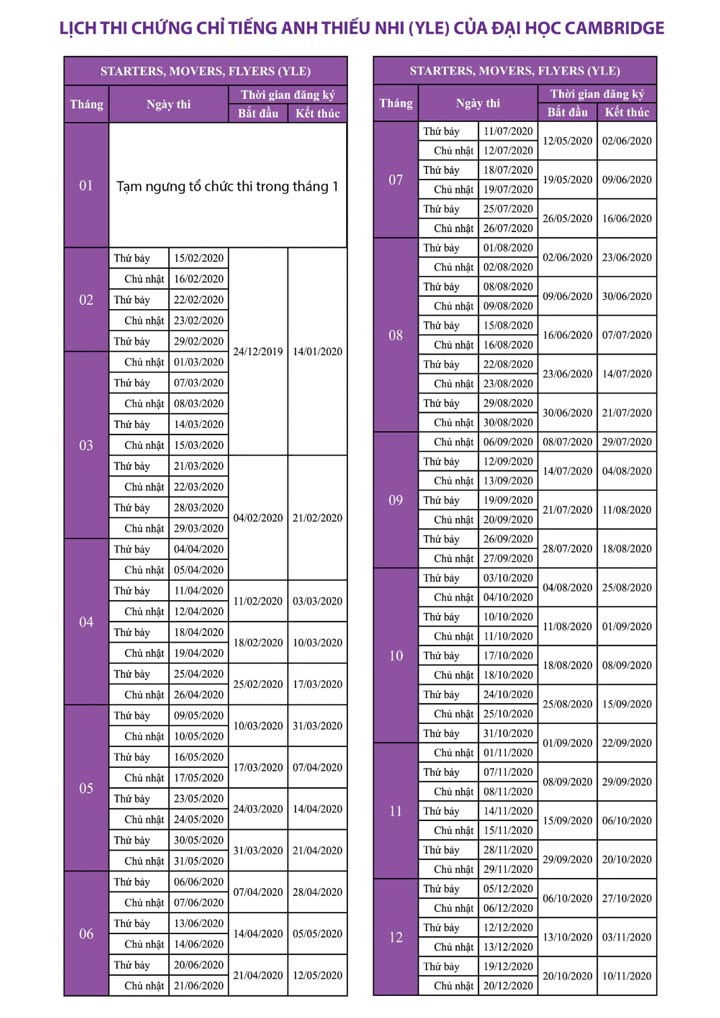 LỊCH THI CHỨNG CHỈ TIẾNG ANH THIẾU NHI (YLE) CỦA ĐẠI HỌC CAMBRIDGE
STARTERS, MOVERS, FLYERS (YLE)
Tháng Ngày thi Thời gian đăng ký
Bắt đầu Kết thúc
01 Tạm ngưng tổ chức thi trong tháng 1
02
Thứ bảy 15/02/2020 24/12/2019 14/01/2020
Chủ nhật 16/02/2020
Thứ bảy 22/02/2020
Chủ nhật 23/02/2020
Thứ bảy 29/02/2020
03
Chủ nhật 01/03/2020
Thứ bảy 07/03/2020
Chủ nhật 08/03/2020
Thứ bảy 14/03/2020
Chủ nhật 15/03/2020
Thứ bảy 21/03/2020 04/02/2020 21/02/2020
Chủ nhật 22/03/2020
Thứ bảy 28/03/2020
Chủ nhật 29/03/2020
04
Thứ bảy 04/04/2020
Chủ nhật 05/04/2020
Thứ bảy 11/04/2020 11/02/2020 03/03/2020
Chủ nhật 12/04/2020
Thứ bảy 18/04/2020 18/02/2020 10/03/2020
Chủ nhật 19/04/2020
Thứ bảy 25/04/2020 25/02/2020 17/03/2020
Chủ nhật 26/04/2020
05
Thứ bảy 09/05/2020 10/03/2020 31/03/2020
Chủ nhật 10/05/2020
Thứ bảy 16/05/2020 17/03/2020 07/04/2020
Chủ nhật 17/05/2020
Thứ bảy 23/05/2020 24/03/2020 14/04/2020
Chủ nhật 24/05/2020
Thứ bảy 30/05/2020 31/03/2020 21/04/2020
Chủ nhật 31/05/2020
06
Thứ bảy 06/06/2020 07/04/2020 28/04/2020
Chủ nhật 07/06/2020
Thứ bảy 13/06/2020 14/04/2020 05/05/2020
Chủ nhật 14/06/2020
Thứ bảy 20/06/2020 21/04/2020 12/05/2020
Chủ nhật 21/06/2020
STARTERS, MOVERS, FLYERS (YLE)
Tháng Ngày thi Thời gian đăng ký
Bắt đầu Kết thúc
07
Thứ bảy 11/07/2020 12/05/2020 02/06/2020
Chủ nhật 12/07/2020
Thứ bảy 18/07/2020 19/05/2020 09/06/2020
Chủ nhật 19/07/2020
Thứ bảy 25/07/2020 26/05/2020 16/06/2020
Chủ nhật 26/07/2020
08
Thứ bảy 01/08/2020 02/06/2020 23/06/2020
Chủ nhật 02/08/2020
Thứ bảy 08/08/2020 09/06/2020 30/06/2020
Chủ nhật 09/08/2020
Thứ bảy 15/08/2020 16/06/2020 07/07/2020
Chủ nhật 16/08/2020
Thứ bảy 22/08/2020 23/06/2020 14/07/2020
Chủ nhật 23/08/2020
Thứ bảy 29/08/2020 30/06/2020 21/07/2020
Chủ nhật 30/08/2020
09
Chủ nhật 06/09/2020 08/07/2020 29/07/2020
Thứ bảy 12/09/2020 14/07/2020 04/08/2020
Chủ nhật 13/09/2020
Thứ bảy 19/09/2020 21/07/2020 11/08/2020
Chủ nhật 20/09/2020
Thứ bảy 26/09/2020 28/07/2020 18/08/2020
Chủ nhật 27/09/2020
10
Thứ bảy 03/10/2020 04/08/2020 25/08/2020
Chủ nhật 04/10/2020
Thứ bảy 10/10/2020 11/08/2020 01/09/2020
Chủ nhật 11/10/2020
Thứ bảy 17/10/2020 18/08/2020 08/09/2020
Chủ nhật 18/10/2020
Thứ bảy 24/10/2020 25/08/2020 15/09/2020
Chủ nhật 25/10/2020
Thứ bảy 31/10/2020 01/09/2020 22/09/2020
11
Chủ nhật 01/11/2020
Thứ bảy 07/11/2020 08/09/2020 29/09/2020
Chủ nhật 08/11/2020
Thứ bảy 14/11/2020 15/09/2020 06/10/2020
Chủ nhật 15/11/2020
Thứ bảy 28/11/2020 29/09/2020 20/10/2020
Chủ nhật 29/11/2020
12
Thứ bảy 05/12/2020 06/10/2020 27/10/2020
Chủ nhật 06/12/2020
Thứ bảy 12/12/2020 13/10/2020 03/11/2020
Chủ nhật 13/12/2020
Thứ bảy 19/12/2020 20/10/2020 10/11/2020
Chủ nhật 20/12/2020